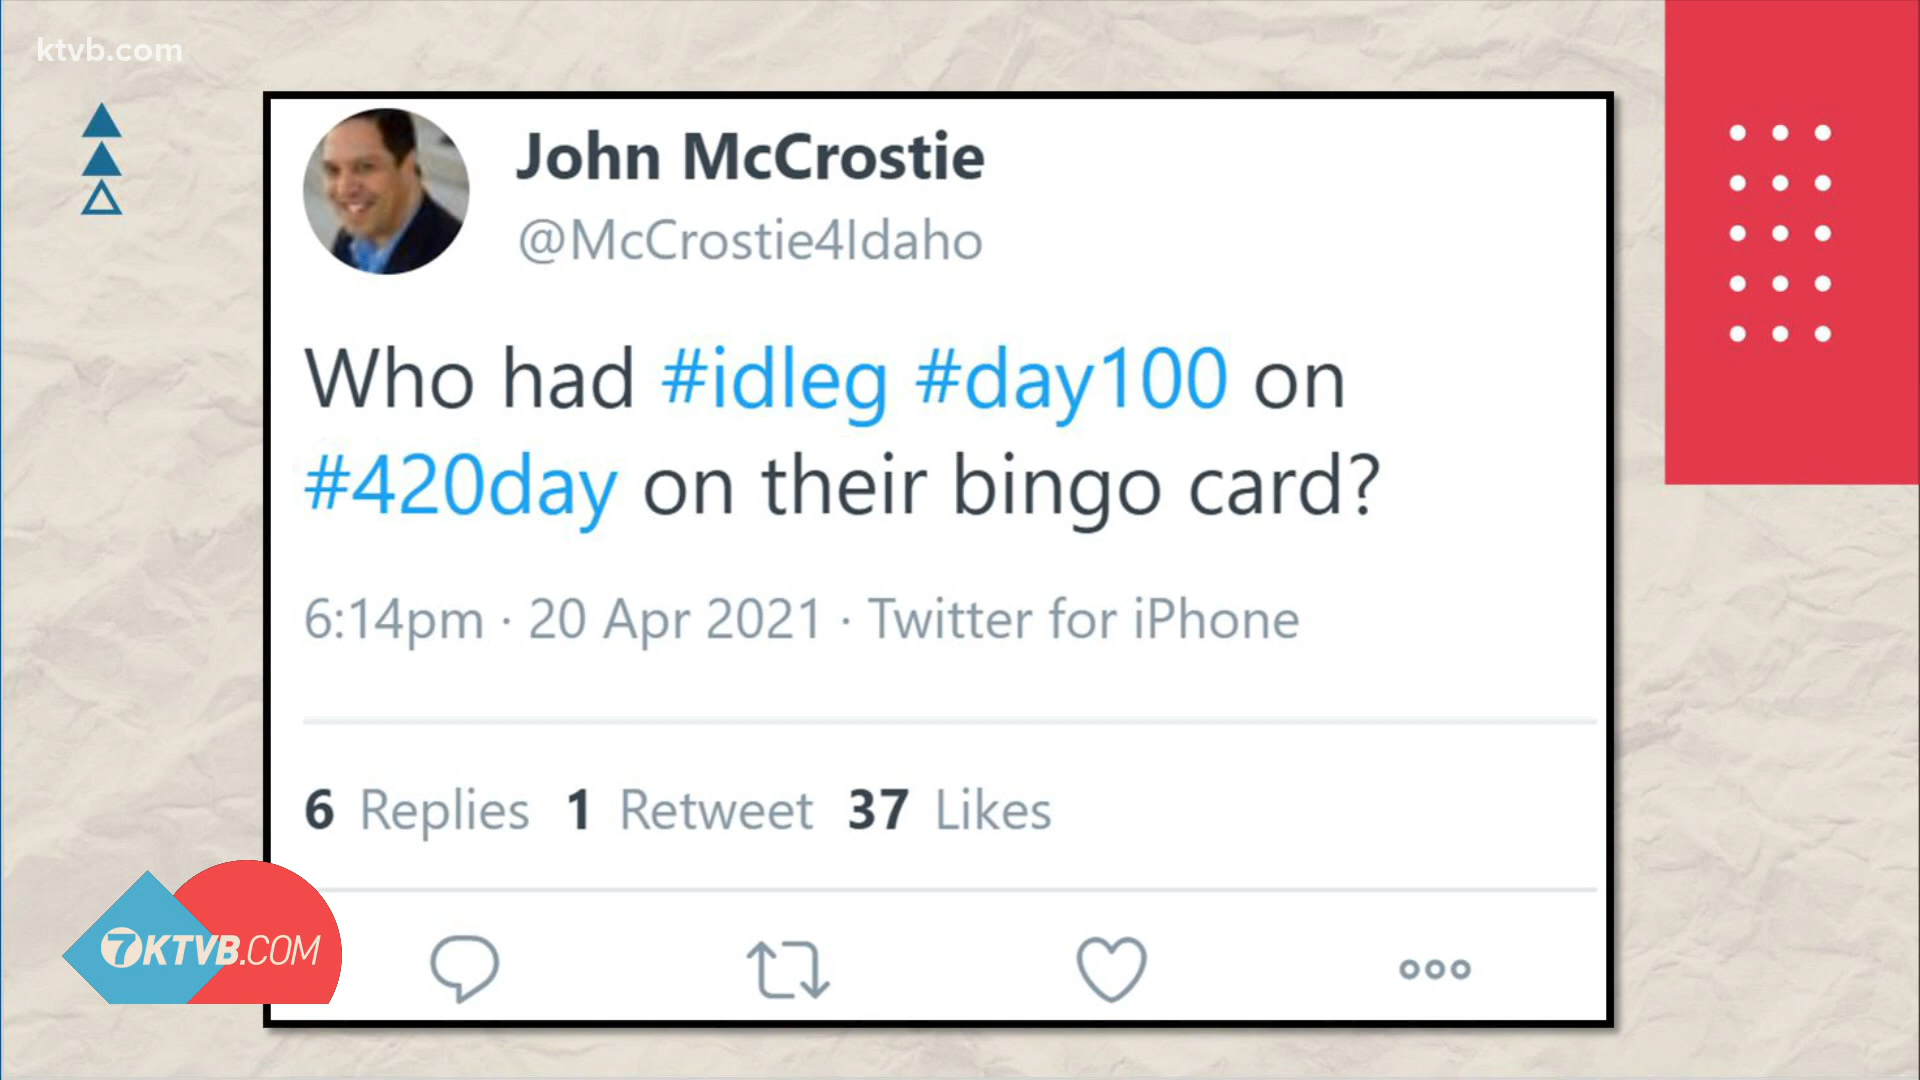 ktvb.com
John McCrostie
@McCrostie4Idaho
Who had #idleg #day100 on
#420day on their bingo card?
6:14pm · 20 Apr 2021 · Twitter for iPhone
6 Replies 1 Retweet 37 Likes
7KTVB.COM